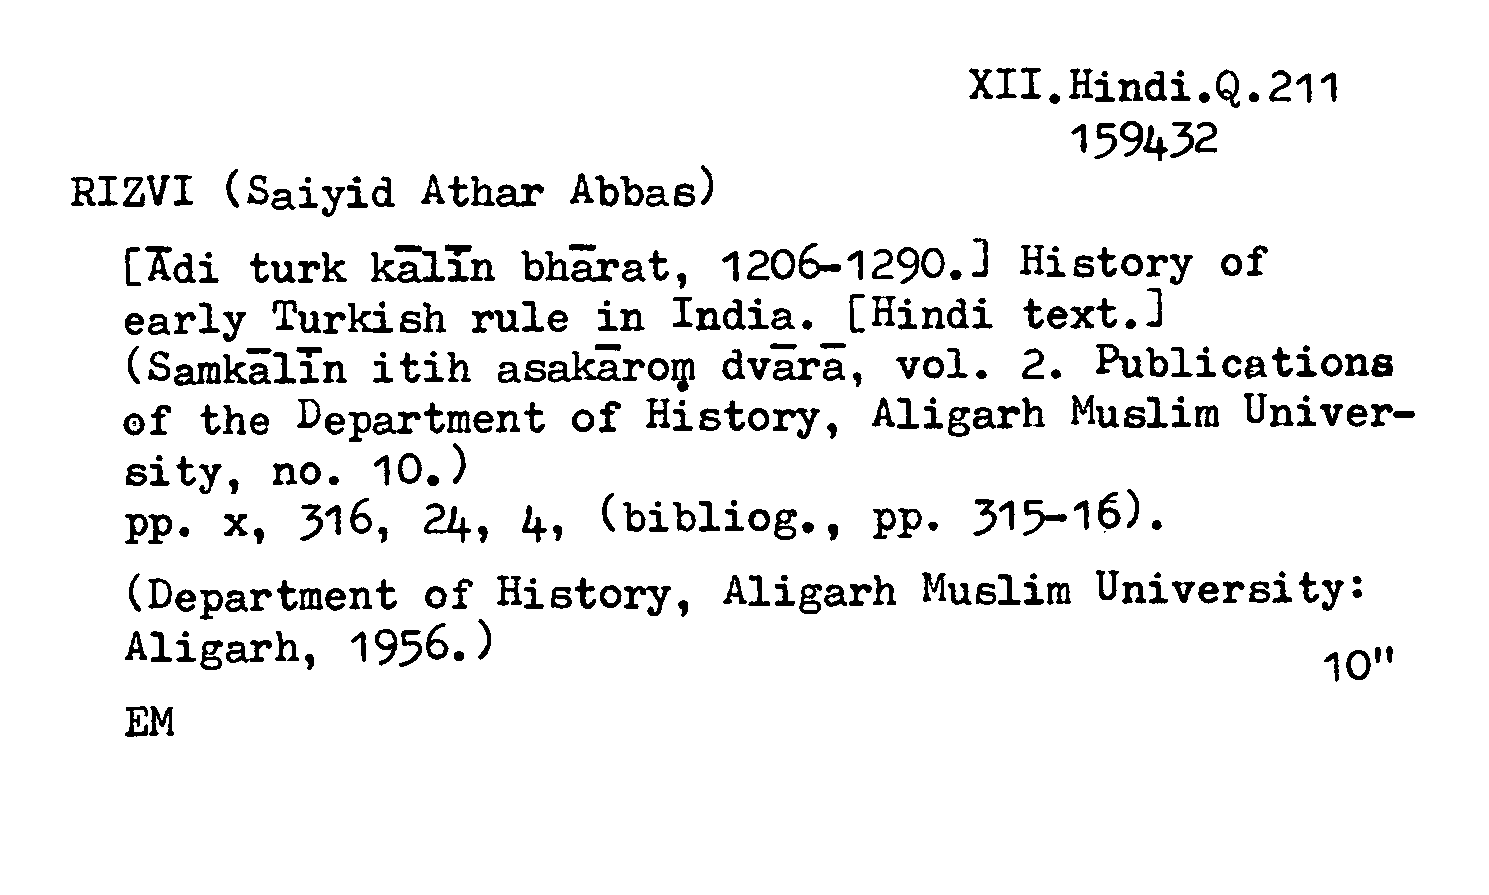 XII.Hindi.Q.211
159432
RIZVI (Saiyid Athar Abbas)
[Ādi turk kālīn bhārat, 1206-1290.] History of
early Turkish rule in India. [Hindi text.]
(Samkālīn itih asakāroṃ dvārā, vol. 2. Publications
of the Department of History, Aligarh Muslim Univer-
sity, no. 10.)
pp. x, 316, 24, 4, (bibliog., pp. 315-16).
(Department of History, Aligarh Muslim University:
Aligarh, 1956.)
10"
EM